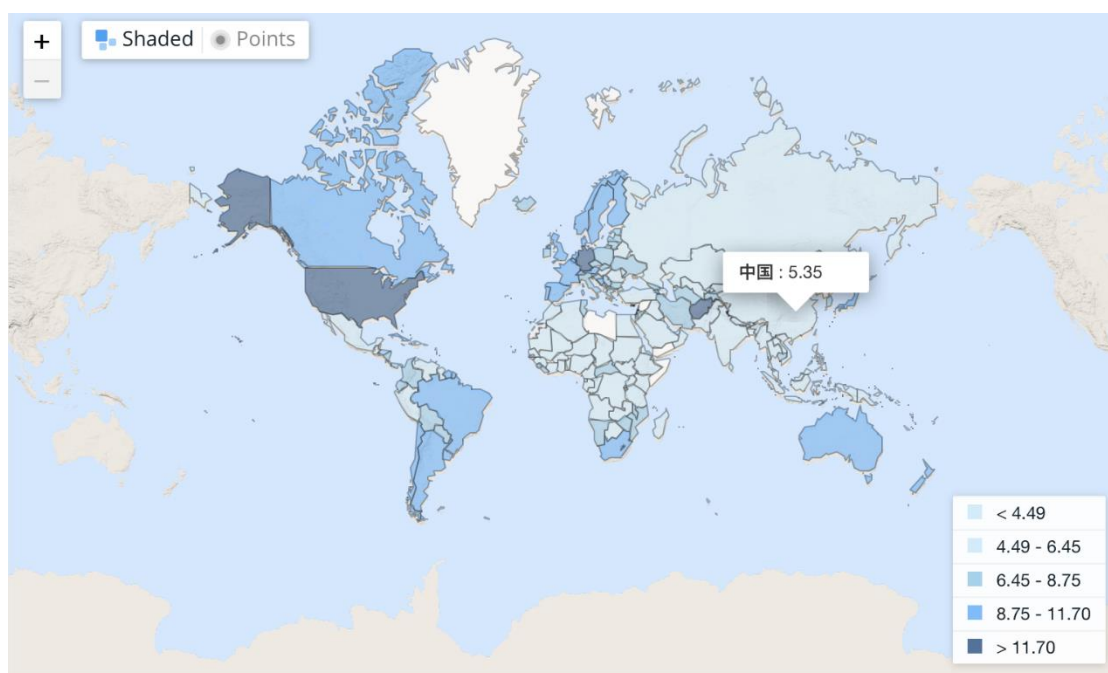 +
Shaded
Points
−
中国 : 5.35
< 4.49
4.49 - 6.45
6.45 - 8.75
8.75 - 11.70
> 11.70